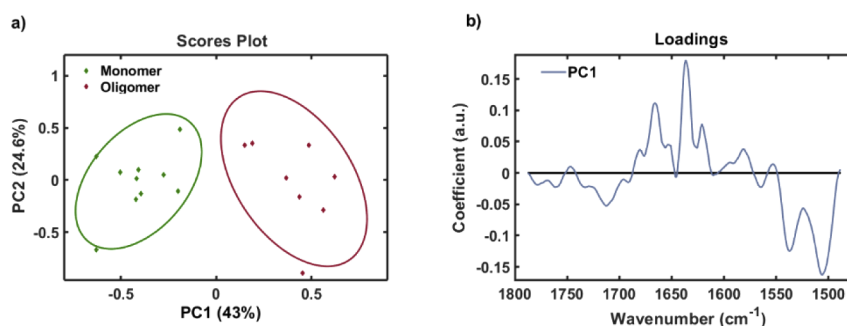 a)
Scores Plot
Monomer
Oligomer
1
0.5
0
-0.5
PC2 (24.6%)
-0.5
0
0.5
PC1 (43%)
b)
Loadings
PC1
0.15
0.1
0.05
0
-0.05
-0.1
-0.15
Coefficient (a.u.)
1800
1750
1700
1650
1600
1550
1500
Wavenumber (cm⁻¹)